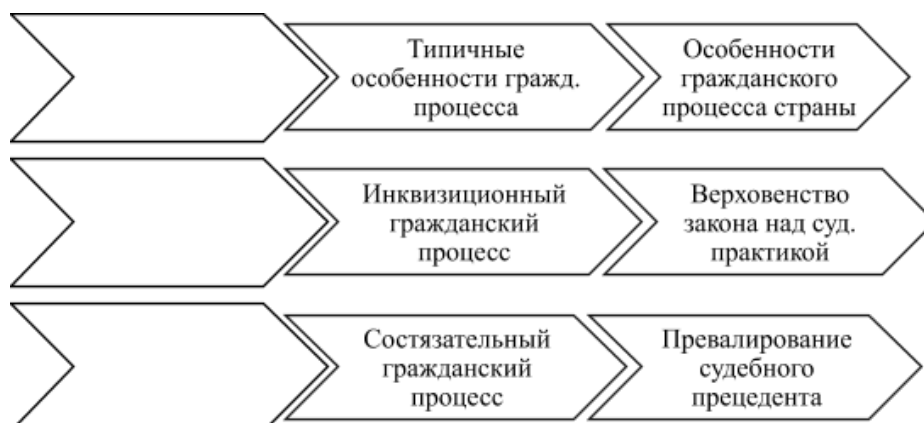 Типичные
особенности гражд.
процесса
Особенности
гражданского
процесса страны
Инквизиционный
гражданский
процесс
Верховенство
закона над суд.
практикой
Состязательный
гражданский
процесс
Превалирование
судебного
прецедента